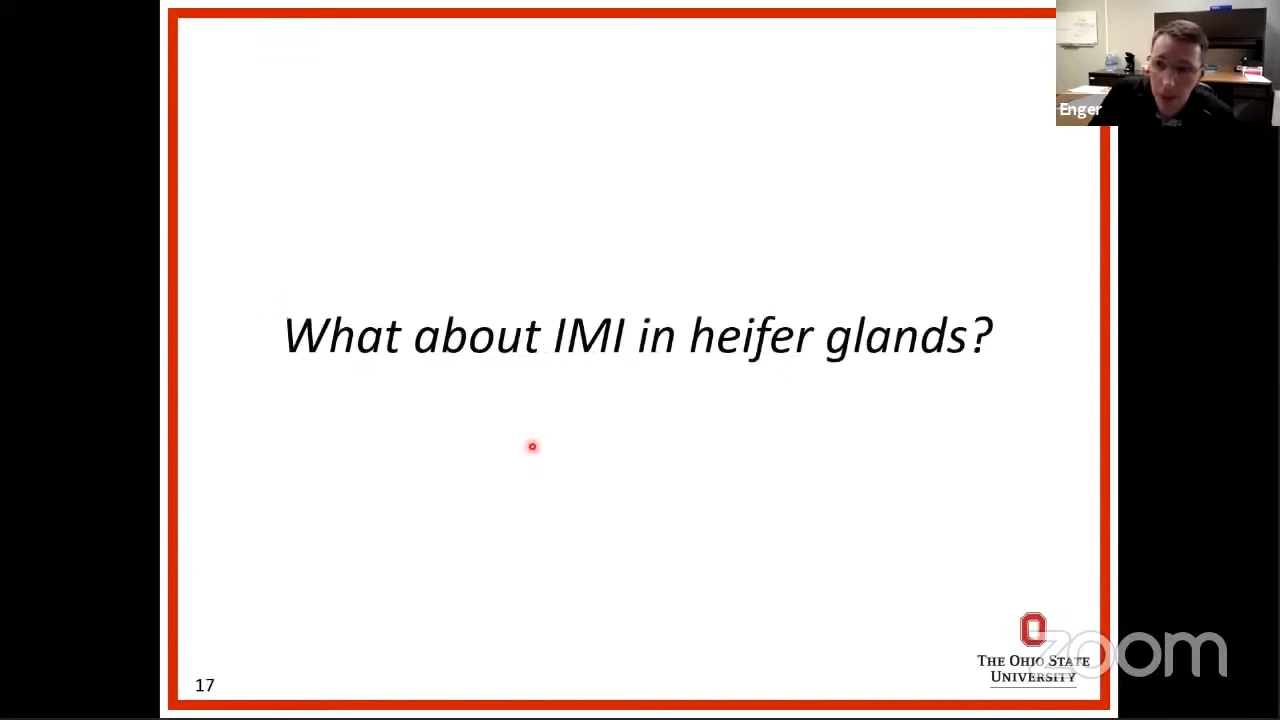 Enger
What about IMI in heifer glands?
THE OHIO STATE
UNIVERSITY
zoom
17